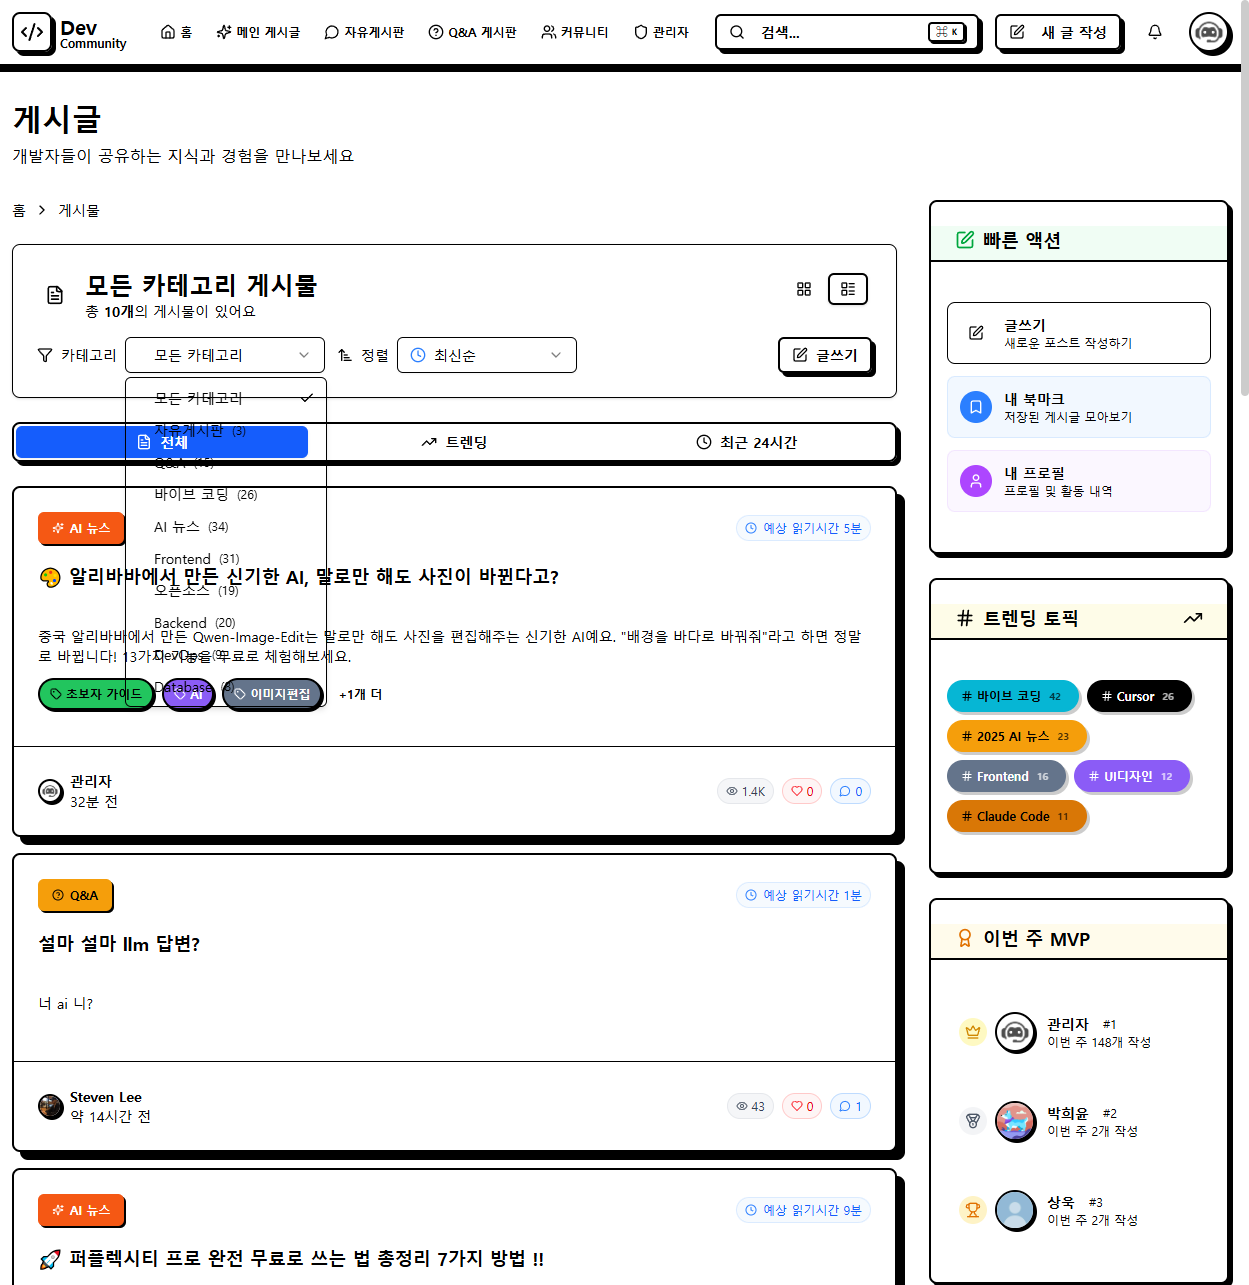 Dev
Community
홈
메인 게시글
자유게시판
Q&A 게시판
커뮤니티
관리자
검색...
⌘ K
새 글 작성
게시글
개발자들이 공유하는 지식과 경험을 만나보세요
홈 > 게시물
모든 카테고리 게시물
총 10개의 게시물이 있어요
카테고리
모든 카테고리
정렬
최신순
글쓰기
모든 카테고리
자유게시판 (3)
Q&A (15)
바이브 코딩 (26)
AI 뉴스 (34)
Frontend (31)
오픈소스 (19)
Backend (20)
DevOps (9)
Database (8)
전체
트렌딩
최근 24시간
AI 뉴스
예상 읽기시간 5분
🎨 알리바바에서 만든 신기한 AI, 말로만 해도 사진이 바뀐다고?
중국 알리바바에서 만든 Qwen-Image-Edit는 말로만 해도 사진을 편집해주는 신기한 AI예요. "배경을 바다로 바꿔줘"라고 하면 정말
로 바뀝니다! 13가지 기능을 무료로 체험해보세요.
초보자 가이드
AI
이미지편집
+1개 더
관리자
32분 전
1.4K
0
0
Q&A
예상 읽기시간 1분
설마 설마 llm 답변?
너 ai 니?
Steven Lee
약 14시간 전
43
0
1
AI 뉴스
예상 읽기시간 9분
🚀 퍼플렉시티 프로 완전 무료로 쓰는 법 총정리 7가지 방법 !!
빠른 액션
글쓰기
새로운 포스트 작성하기
내 북마크
저장된 게시글 모아보기
내 프로필
프로필 및 활동 내역
# 트렌딩 토픽
# 바이브 코딩 42
# Cursor 26
# 2025 AI 뉴스 23
# Frontend 16
# UI디자인 12
# Claude Code 11
이번 주 MVP
관리자 #1
이번 주 148개 작성
박희윤 #2
이번 주 2개 작성
상욱 #3
이번 주 2개 작성